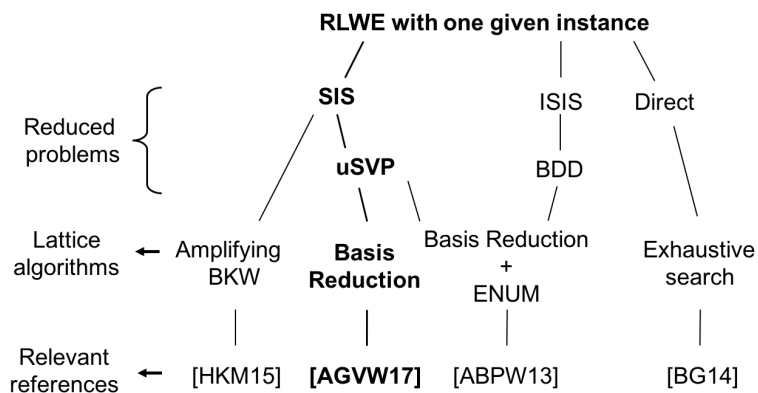 RLWE with one given instance
SIS
ISIS
Direct
Reduced
problems
uSVP
BDD
Lattice
algorithms
Amplifying
BKW
Basis
Reduction
Basis Reduction
+
ENUM
Exhaustive
search
Relevant
references
[HKM15]
[AGVW17]
[ABPW13]
[BG14]